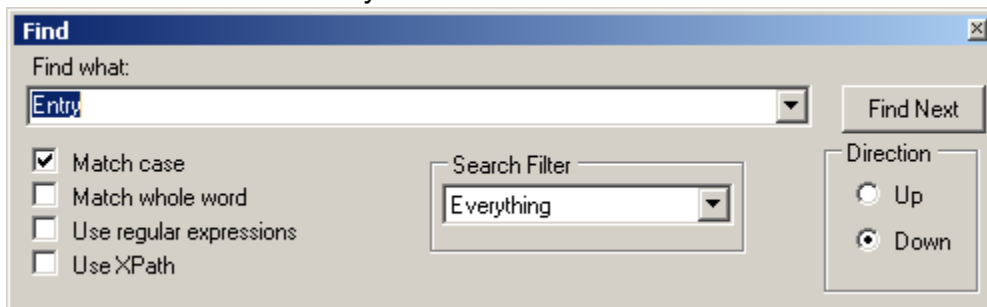 Find
Find what:
Entry
Find Next
Match case
Match whole word
Use regular expressions
Use XPath
Search Filter
Everything
Direction
Up
Down